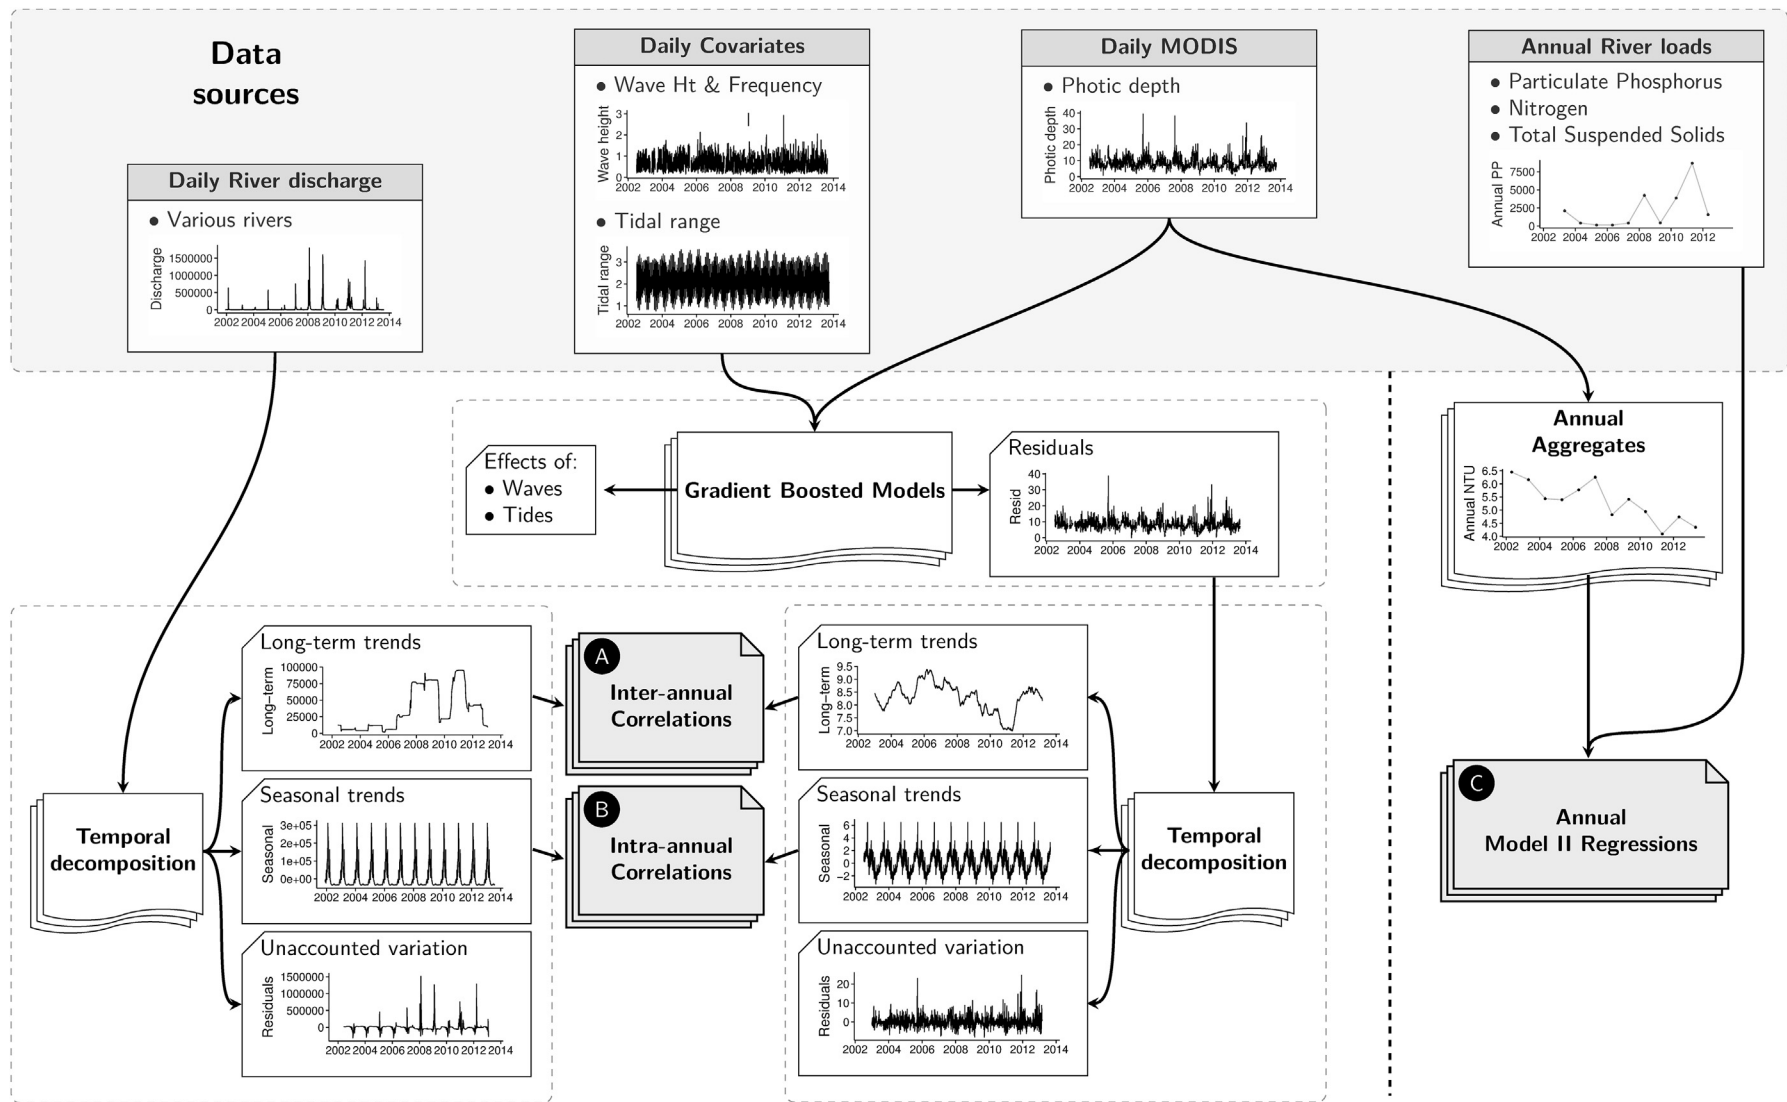 Data
sources
Daily River discharge
● Various rivers
Discharge
1500000
1000000
500000
0
2002 2004 2006 2008 2010 2012 2014
Daily Covariates
● Wave Ht & Frequency
Wave height
3
2
1
0
2002 2004 2006 2008 2010 2012 2014
● Tidal range
Tidal range
3
2
1
2002 2004 2006 2008 2010 2012 2014
Daily MODIS
● Photic depth
Photic depth
40
30
20
10
0
2002 2004 2006 2008 2010 2012 2014
Annual River loads
● Particulate Phosphorus
● Nitrogen
● Total Suspended Solids
Annual PP
7500
5000
2500
0
2002 2004 2006 2008 2010 2012
Effects of:
● Waves
● Tides
Gradient Boosted Models
Residuals
Resid
40
30
20
10
0
2002 2004 2006 2008 2010 2012 2014
Annual
Aggregates
Annual NTU
6.5
6.0
5.5
5.0
4.5
4.0
2002 2004 2006 2008 2010 2012
Temporal
decomposition
Long-term trends
Long−term
100000
75000
50000
25000
0
2002 2004 2006 2008 2010 2012 2014
Seasonal trends
Seasonal
3e+05
2e+05
1e+05
0e+00
2002 2004 2006 2008 2010 2012 2014
Unaccounted variation
Residuals
1500000
1000000
500000
0
2002 2004 2006 2008 2010 2012 2014
A
Inter-annual
Correlations
B
Intra-annual
Correlations
Long-term trends
Long−term
9.5
9.0
8.5
8.0
7.5
7.0
2002 2004 2006 2008 2010 2012 2014
Seasonal trends
Seasonal
6
4
2
0
−2
2002 2004 2006 2008 2010 2012 2014
Unaccounted variation
Residuals
20
10
0
2002 2004 2006 2008 2010 2012 2014
Temporal
decomposition
C
Annual
Model II Regressions